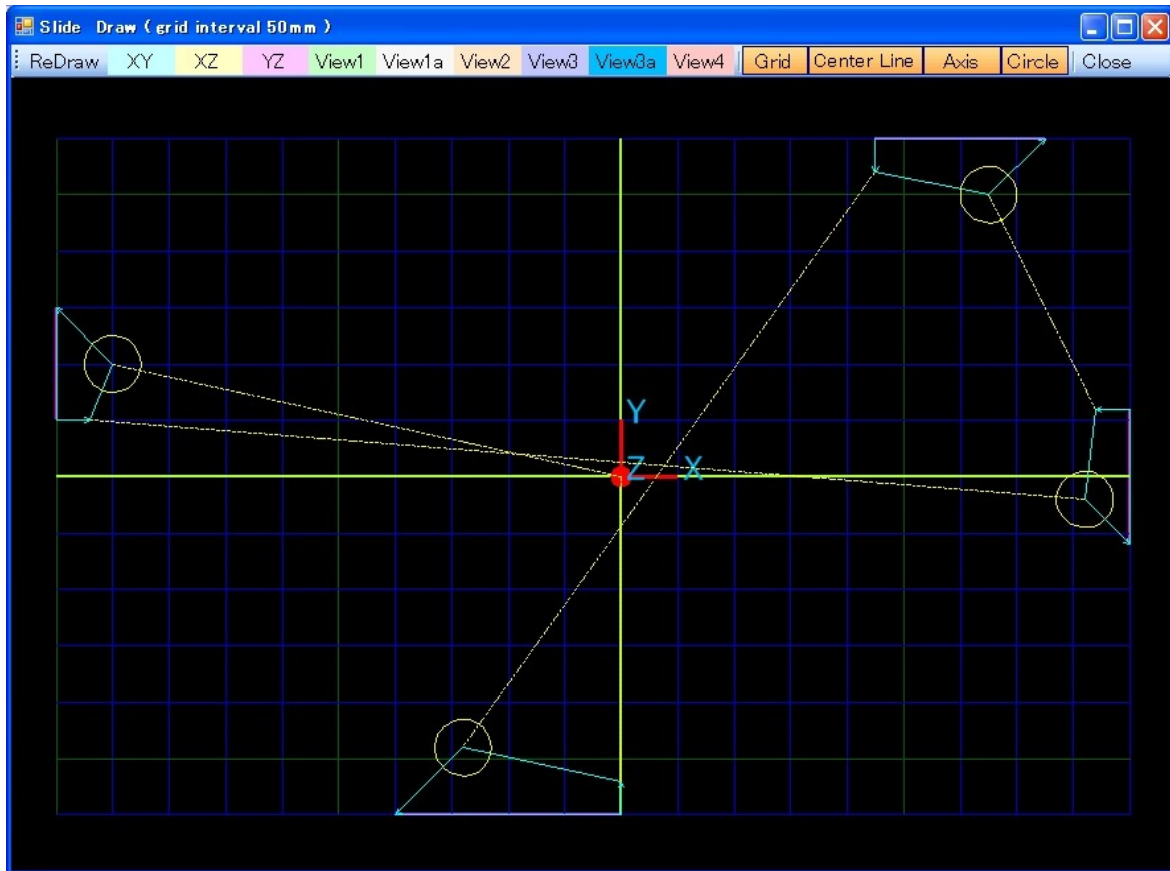 Slide Draw ( grid interval 50mm )
ReDraw XY XZ YZ View1 View1a View2 View3 View3a View4 Grid Center Line Axis Circle Close
Y
Z X